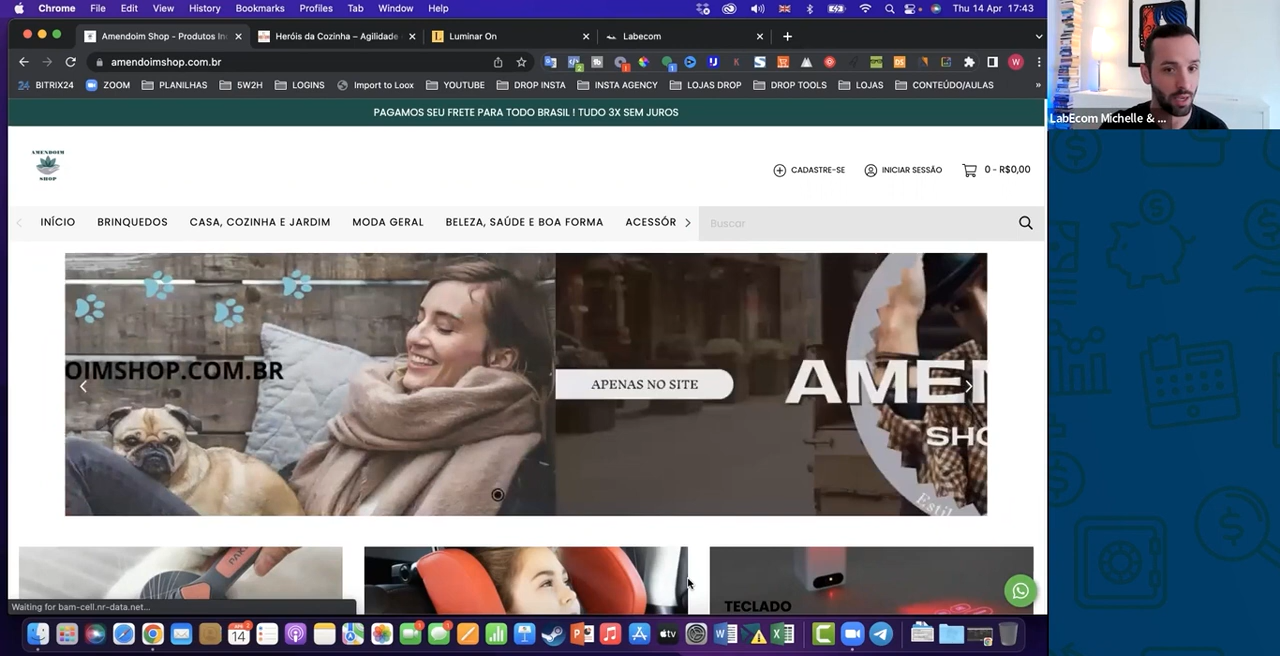 Chrome File Edit View History Bookmarks Profiles Tab Window Help Thu 14 Apr 17:43
Amendoim Shop - Produtos In Heróis da Cozinha – Agilidade Luminar On Labecom
amendoimshop.com.br
BITRIX24 ZOOM PLANILHAS 5W2H LOGINS Import to Loox YOUTUBE DROP INSTA INSTA AGENCY LOJAS DROP DROP TOOLS LOJAS CONTEÚDO/AULAS
LabEcom Michelle & ...
PAGAMOS SEU FRETE PARA TODO BRASIL ! TUDO 3X SEM JUROS
AMENDOIM
SHOP
CADASTRE-SE INICIAR SESSÃO 0 - R$0,00
INÍCIO BRINQUEDOS CASA, COZINHA E JARDIM MODA GERAL BELEZA, SAÚDE E BOA FORMA ACESSÓR Buscar
OIMSHOP.COM.BR
APENAS NO SITE
AMEN
SHO
Estil
TECLADO
Waiting for bam-cell.nr-data.net...